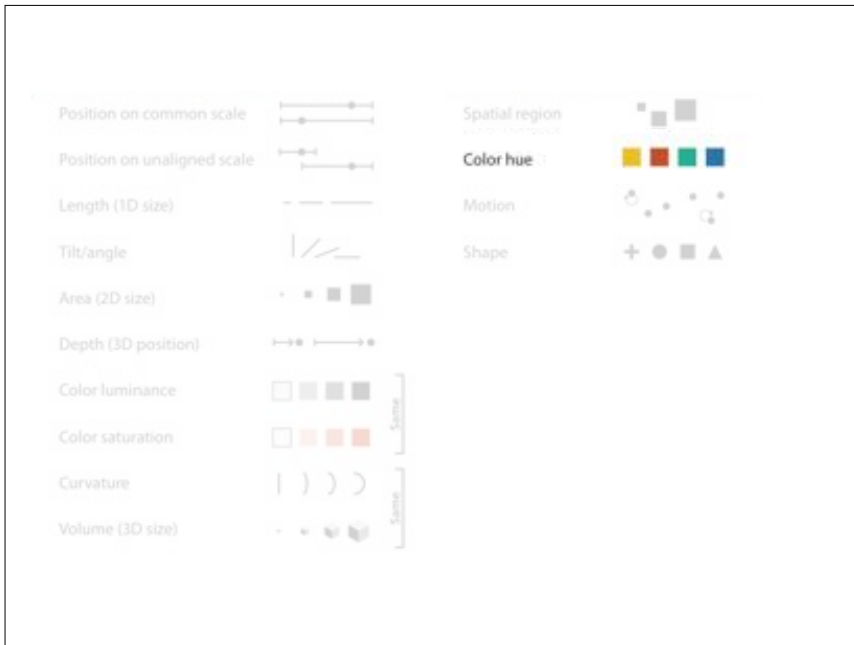 Position on common scale
Position on unaligned scale
Length (1D size)
Tilt/angle
Area (2D size)
Depth (3D position)
Color luminance
Color saturation
Same
Curvature
Volume (3D size)
Same
Spatial region
Color hue
Motion
Shape